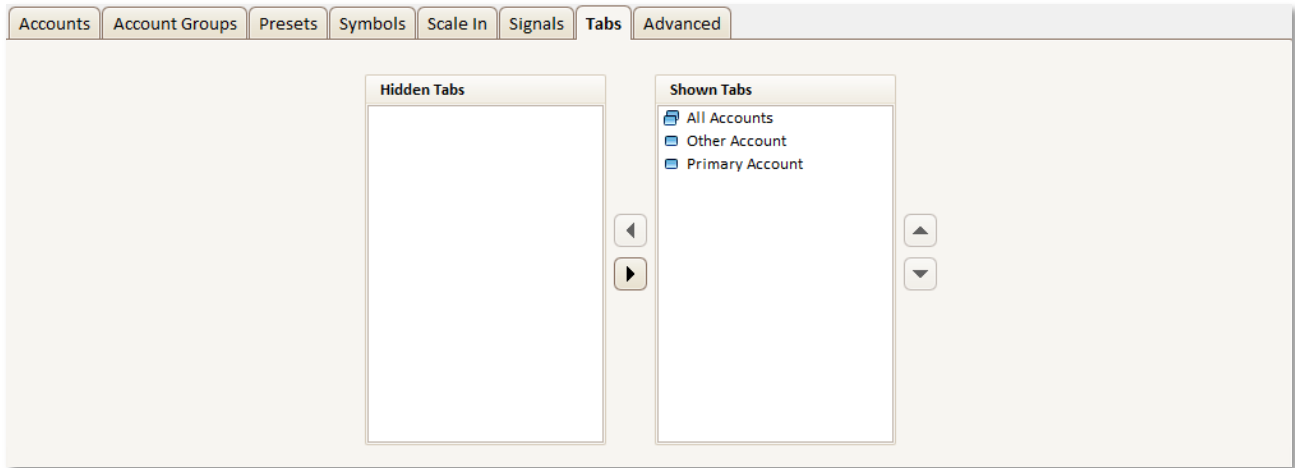 Accounts Account Groups Presets Symbols Scale In Signals Tabs Advanced
Hidden Tabs
Shown Tabs
All Accounts
Other Account
Primary Account